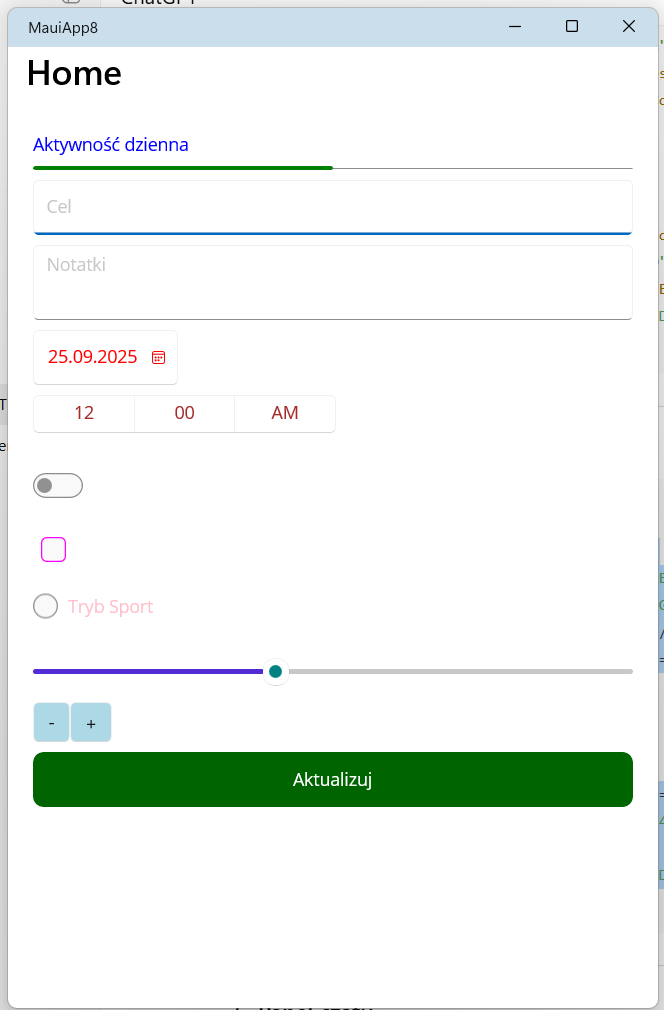 MauiApp8
Home
Aktywność dzienna
Cel
Notatki
25.09.2025
12 00 AM
Tryb Sport
- +
Aktualizuj